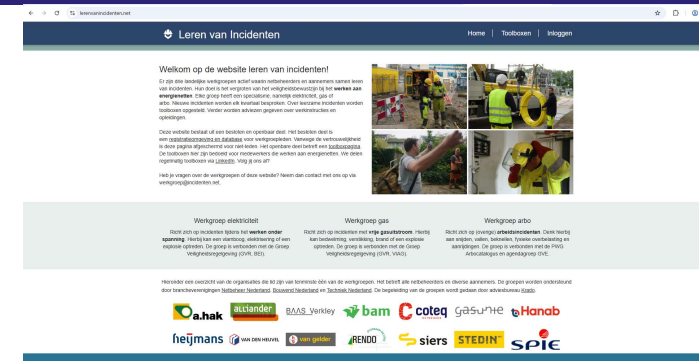 lerenvanincidenten.net
Leren van Incidenten
Home | Toolboxen | Inloggen
Welkom op de website leren van incidenten!
Er zijn drie landelijke werkgroepen actief waarin netbeheerders en aannemers samen leren
van incidenten. Hun doel is het vergroten van het veiligheidsbewustzijn bij het werken aan
energienetten. Elke groep heeft een specialisme, namelijk elektriciteit, gas of
arbo. Nieuwe incidenten worden elk kwartaal besproken. Over leerzame incidenten worden
toolboxen opgesteld. Verder worden adviezen gegeven over werkinstructies en
opleidingen.
Deze website bestaat uit een besloten en openbaar deel. Het besloten deel is
een registratieomgeving en database voor werkgroepleden. Vanwege de vertrouwelijkheid
is deze pagina afgeschermd voor niet-leden. Het openbare deel betreft een toolboxpagina.
De toolboxen hier zijn bedoeld voor medewerkers die werken aan energienetten. We delen
regelmatig toolboxen via LinkedIn. Volg jij ons al?
Heb je vragen over de werkgroepen of deze website? Neem dan contact met ons op via
werkgroep@incidenten.net.
Werkgroep elektriciteit
Richt zich op incidenten tijdens het werken onder
spanning. Hierbij kan een vlamboog, elektrisering of een
explosie optreden. De groep is verbonden met de Groep
Veiligheidsregelgeving (GVR, BEI).
Werkgroep gas
Richt zich op incidenten met vrije gasuitstroom. Hierbij
kan bedwelming, verstikking, brand of een explosie
optreden. De groep is verbonden met de Groep
Veiligheidsregelgeving (GVR, VIAG).
Werkgroep arbo
Richt zich op (overige) arbeidsincidenten. Denk hierbij
aan snijden, vallen, bekneld, fysieke overbelasting en
aanrijdingen. De groep is verbonden met de PWG
Arbocatalogus en agendagroep GVE.
Hieronder een overzicht van de organisaties die lid zijn van tenminste één van de werkgroepen. Het betreft alle netbeheerders en diverse aannemers. De groepen worden ondersteund
door brancheverenigingen Netbeheer Nederland, Bouwend Nederland en Techniek Nederland. De begeleiding van de groepen wordt gedaan door adviesbureau Kiado.
a.hak alliander BAAS Verkley bam coteq gasunie Hanab
heijmans VAN DEN HEUVEL van gelder RENDO siers STEDIN SPIE